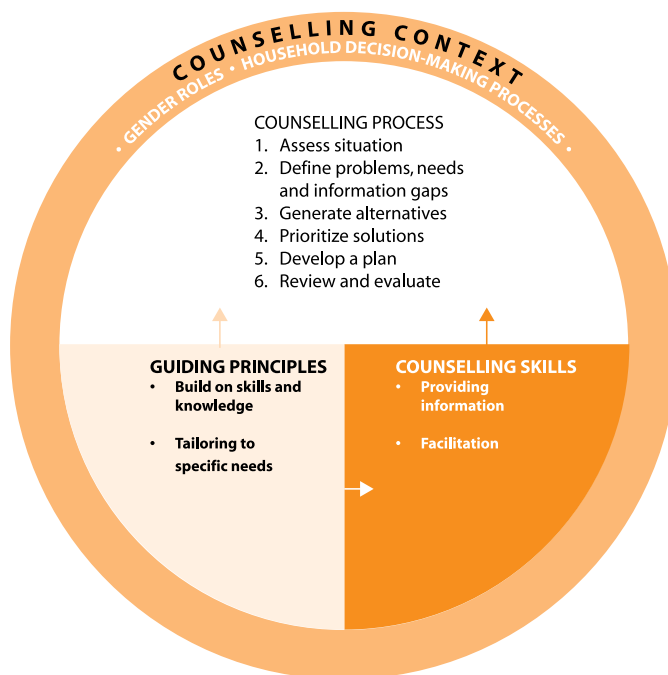 COUNSELLING CONTEXT
• GENDER ROLES • HOUSEHOLD DECISION-MAKING PROCESSES •
COUNSELLING PROCESS
1. Assess situation
2. Define problems, needs
and information gaps
3. Generate alternatives
4. Prioritize solutions
5. Develop a plan
6. Review and evaluate
GUIDING PRINCIPLES
• Build on skills and
knowledge
• Tailoring to
specific needs
COUNSELLING SKILLS
• Providing
information
• Facilitation